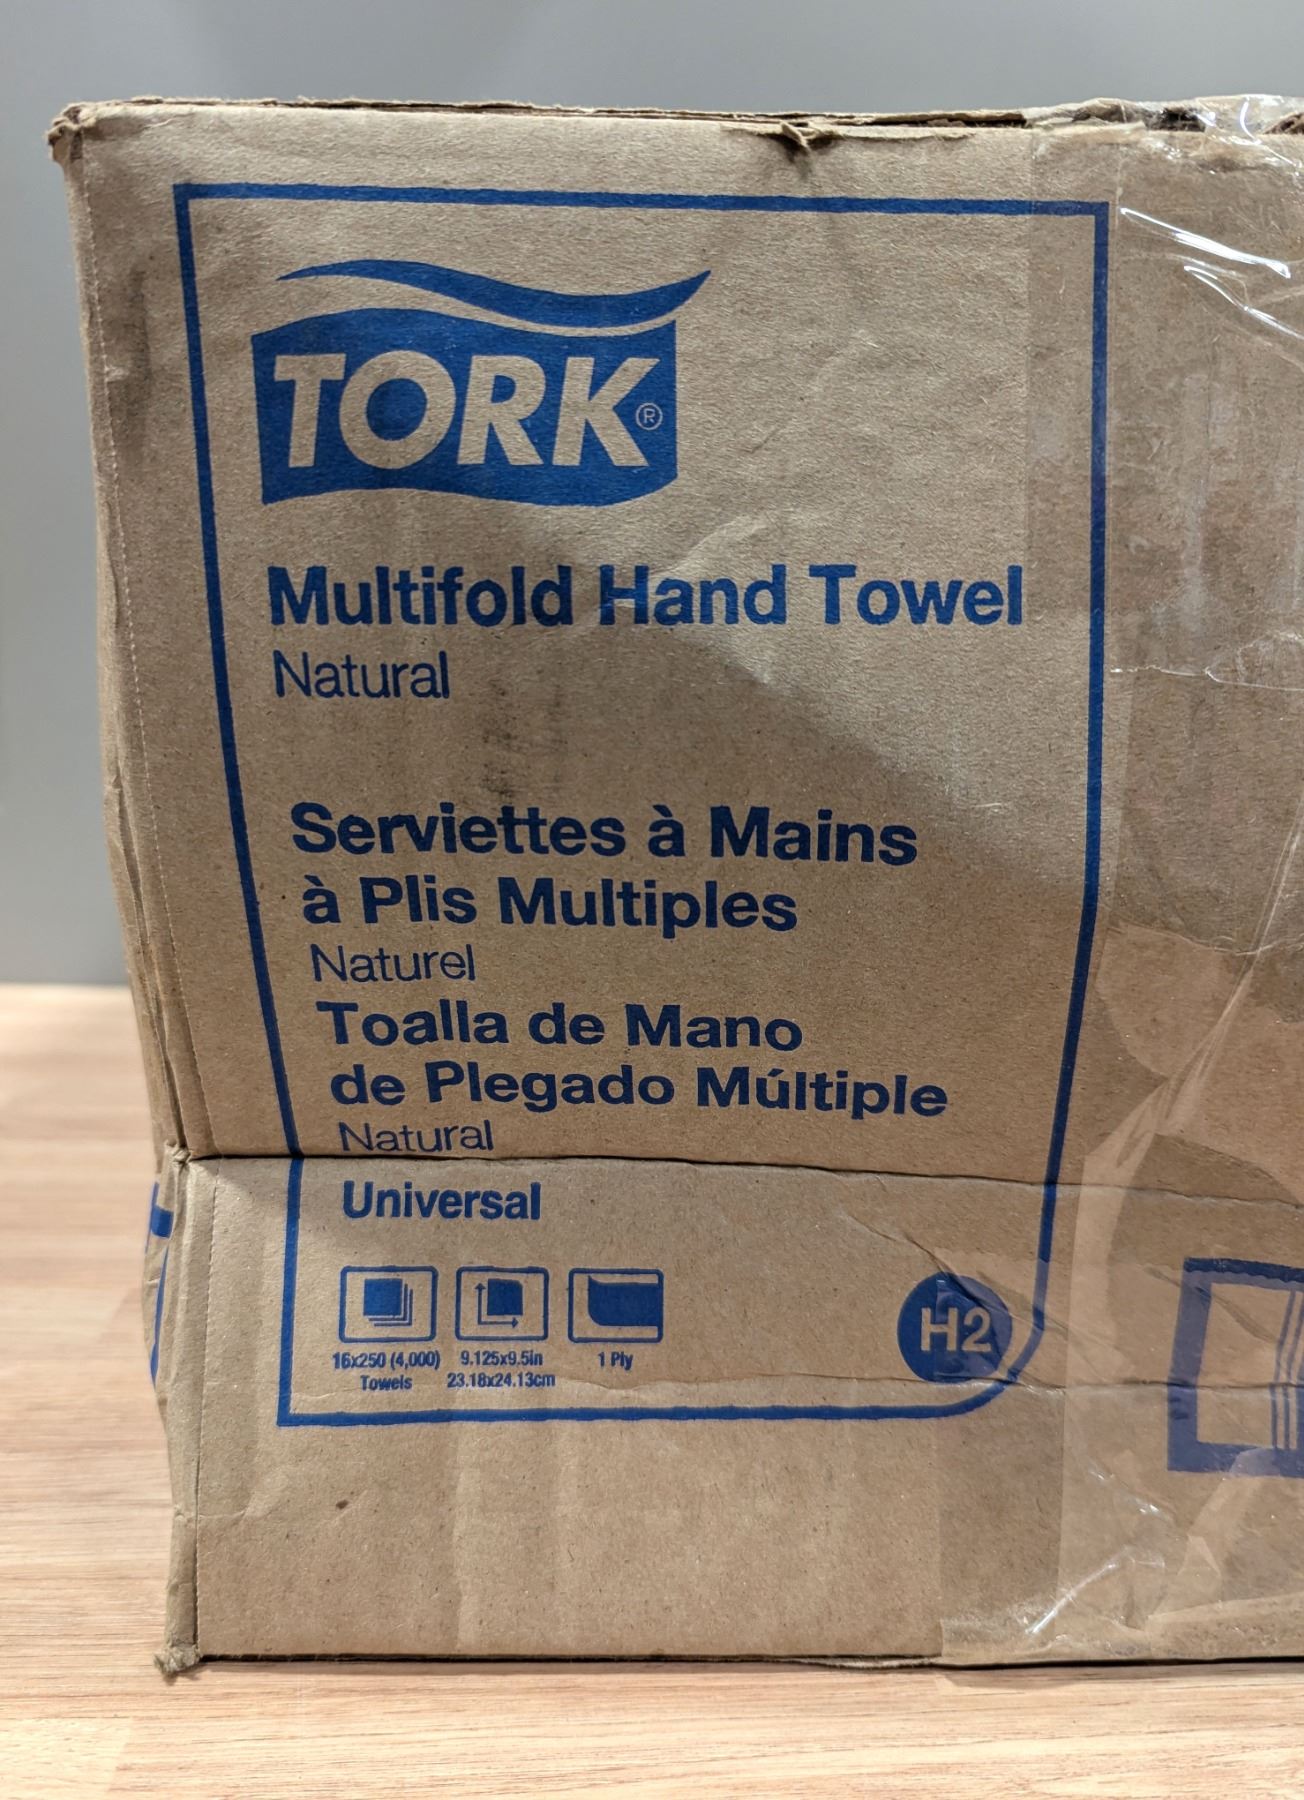 TORK®
Multifold Hand Towel
Natural
Serviettes à Mains
à Plis Multiples
Naturel
Toalla de Mano
de Plegado Múltiple
Natural
Universal
16x250 (4,000)
Towels
9.125x9.5in
23.18x24.13cm
1 Ply
H2